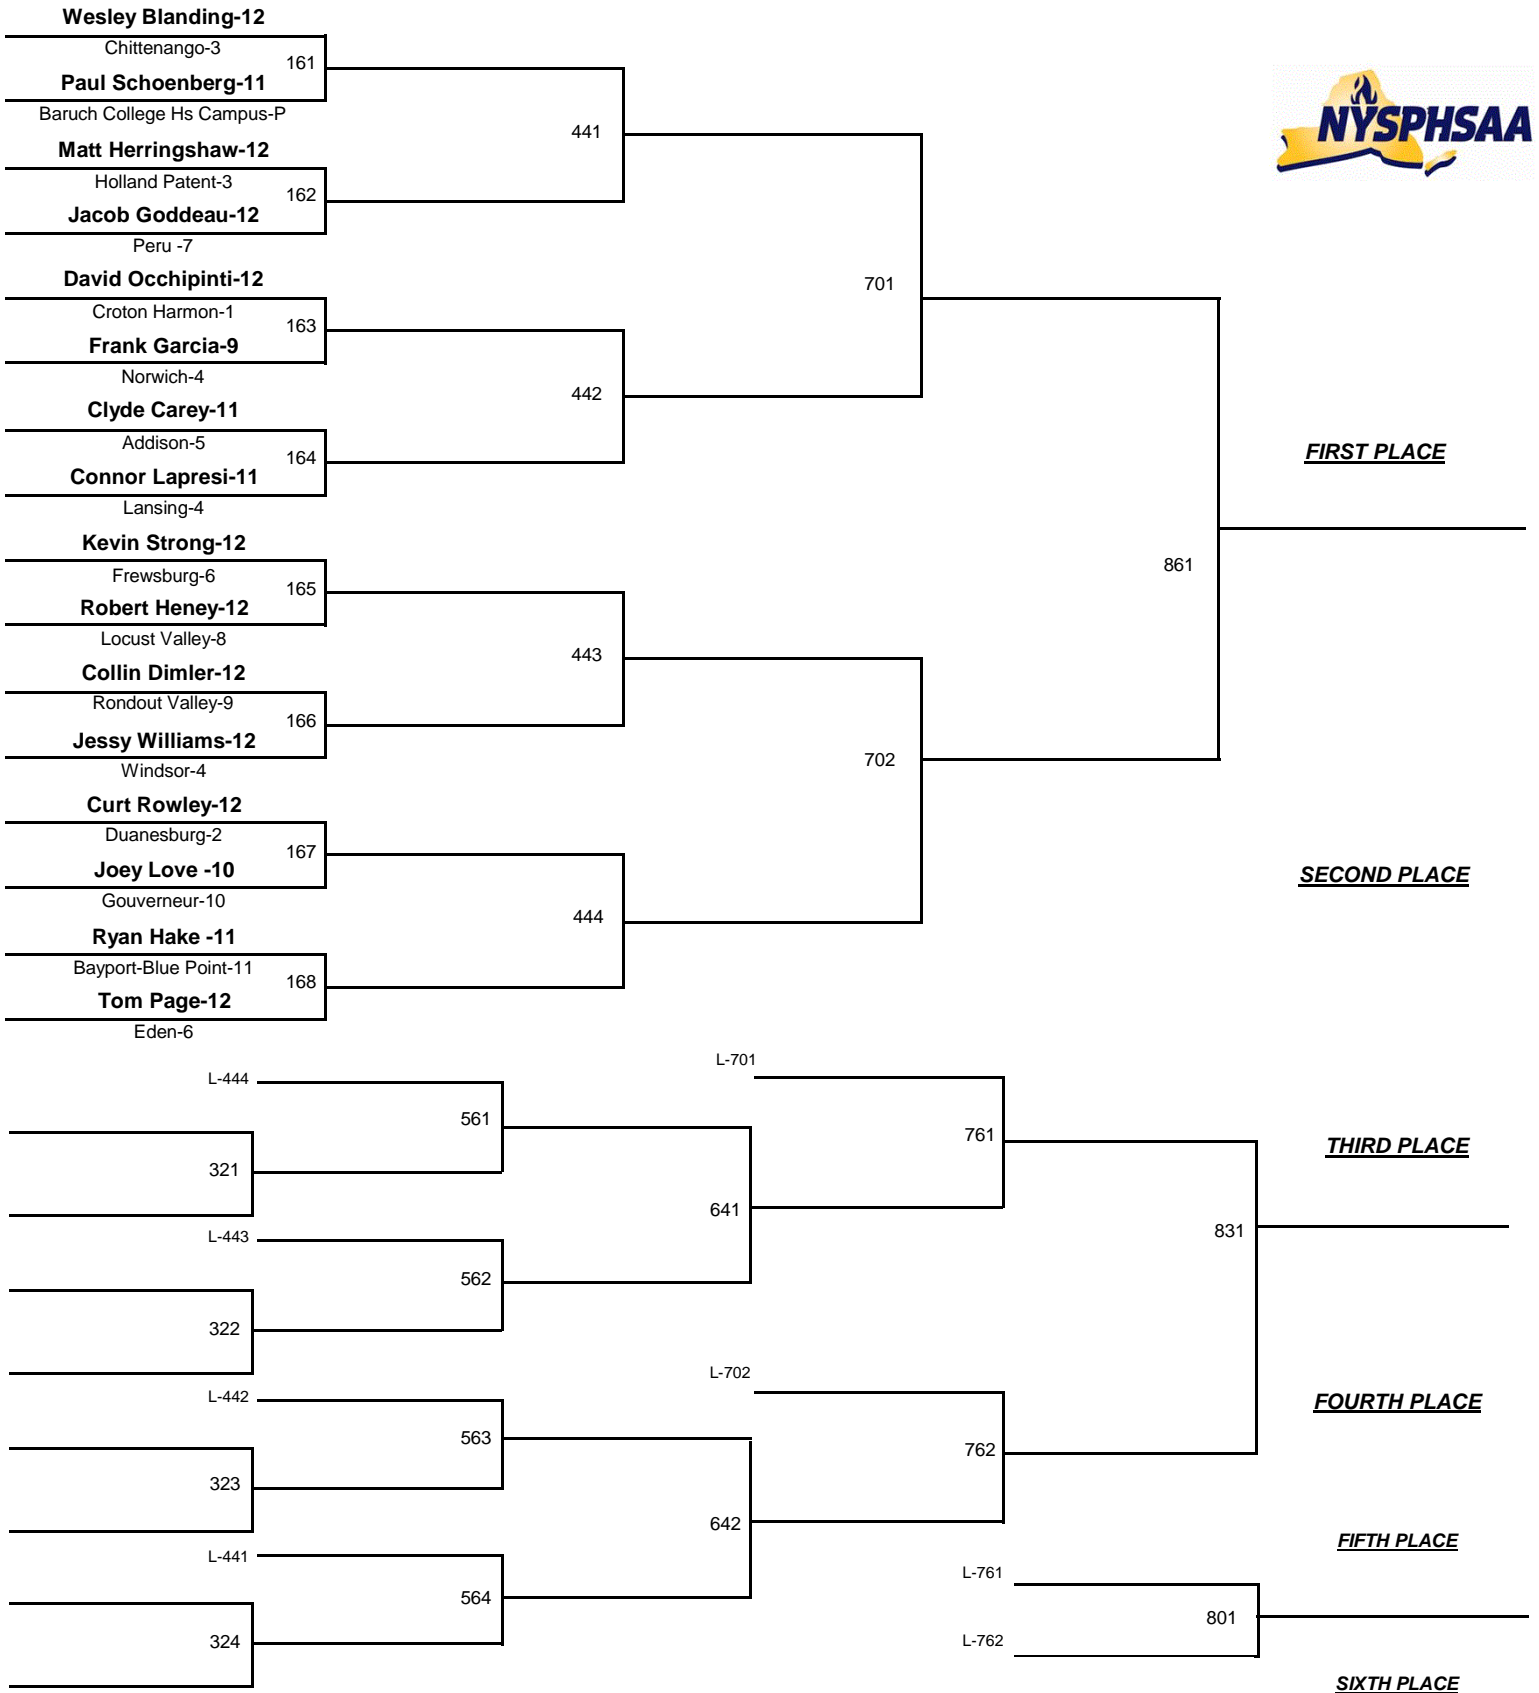 Wesley Blanding-12
Chittenango-3
161
Paul Schoenberg-11
Baruch College Hs Campus-P
441
Matt Herringshaw-12
Holland Patent-3
162
Jacob Goddeau-12
Peru -7
NYSPHSAA
David Occhipinti-12
701
Croton Harmon-1
163
Frank Garcia-9
Norwich-4
442
Clyde Carey-11
Addison-5
164
Connor Lapresi-11
Lansing-4
FIRST PLACE
Kevin Strong-12
861
Frewsburg-6
165
Robert Heney-12
Locust Valley-8
443
Collin Dimler-12
Rondout Valley-9
166
Jessy Williams-12
Windsor-4
702
Curt Rowley-12
Duanesburg-2
167
Joey Love -10
Gouverneur-10
SECOND PLACE
444
Ryan Hake -11
Bayport-Blue Point-11
168
Tom Page-12
Eden-6
L-701
L-444
561
761
THIRD PLACE
321
641
L-443
831
562
322
L-702
L-442
FOURTH PLACE
563
762
323
642
FIFTH PLACE
L-441
L-761
564
801
324
L-762
SIXTH PLACE